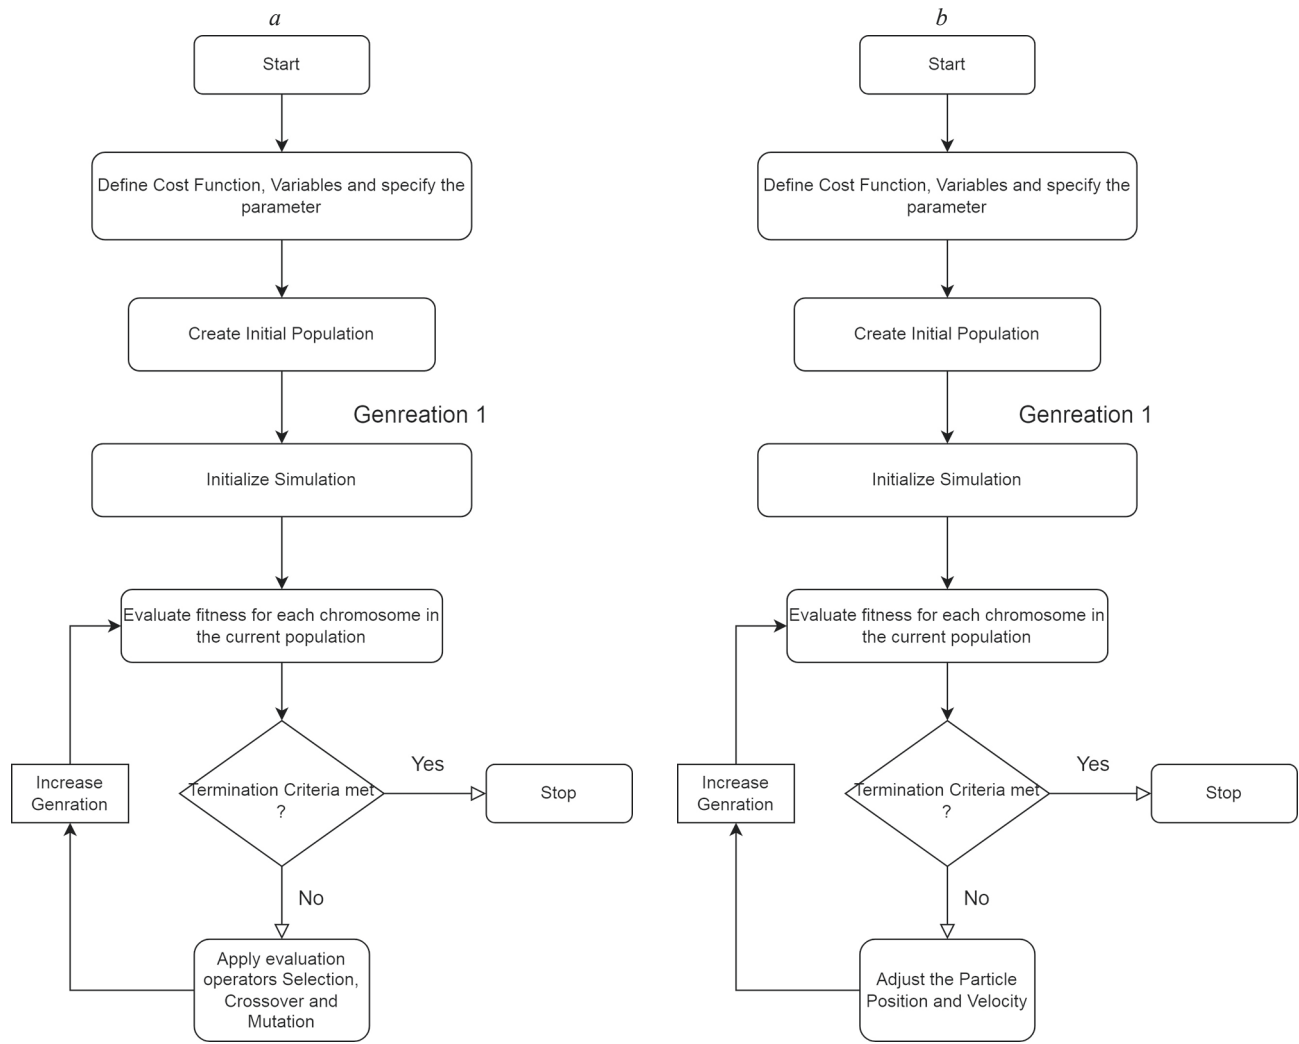 a
Start
Define Cost Function, Variables and specify the
parameter
Create Initial Population
Genreation 1
Initialize Simulation
Evaluate fitness for each chromosome in
the current population
Termination Criteria met
?
Yes
Stop
Increase
Genration
No
Apply evaluation
operators Selection,
Crossover and
Mutation
b
Start
Define Cost Function, Variables and specify the
parameter
Create Initial Population
Genreation 1
Initialize Simulation
Evaluate fitness for each chromosome in
the current population
Termination Criteria met
?
Yes
Stop
Increase
Genration
No
Adjust the Particle
Position and Velocity